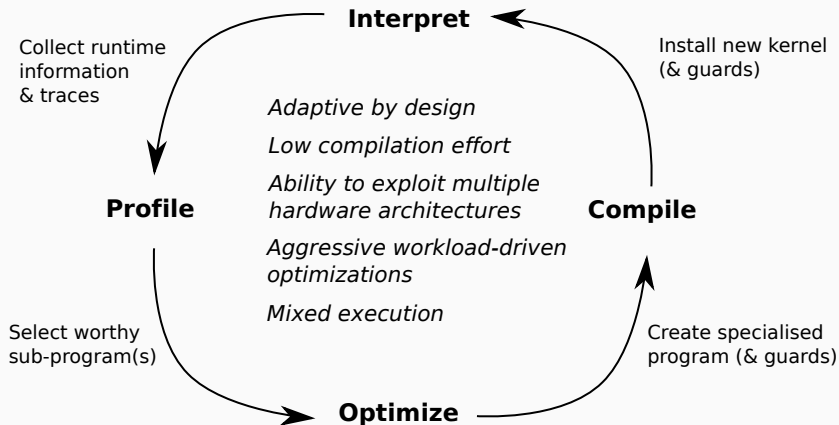 Interpret
Collect runtime
information
& traces
Install new kernel
(& guards)
Adaptive by design
Low compilation effort
Ability to exploit multiple
hardware architectures
Aggressive workload-driven
optimizations
Mixed execution
Profile
Compile
Select worthy
sub-program(s)
Create specialised
program (& guards)
Optimize